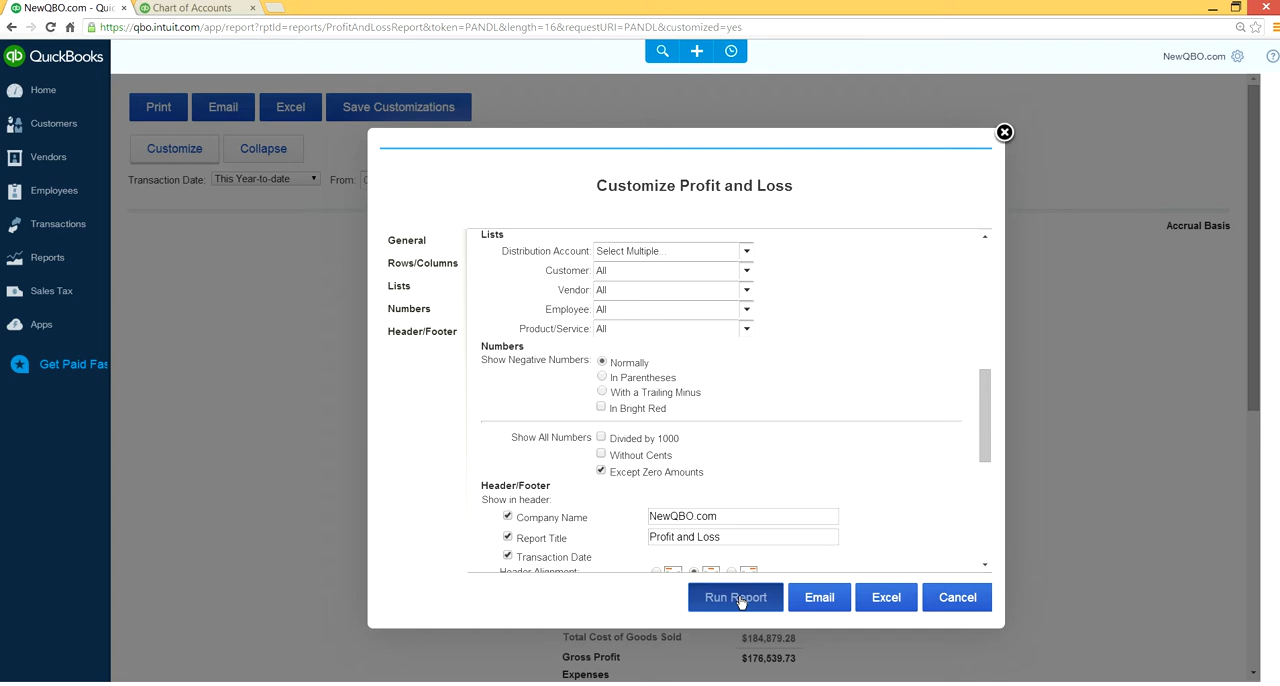 NewQBO.com - Quic
Chart of Accounts
https://qbo.intuit.com/app/report?rptId=reports/ProfitAndLossReport&token=PANDL&length=16&requestURI=PANDL&customized=yes
qb QuickBooks
NewQBO.com
Home
Customers
Vendors
Employees
Transactions
Reports
Sales Tax
Apps
Get Paid Fas
Print
Email
Excel
Save Customizations
Customize
Collapse
Transaction Date:
This Year-to-date
From:
Accrual Basis
Customize Profit and Loss
General
Rows/Columns
Lists
Numbers
Header/Footer
Lists
Distribution Account: Select Multiple...
Customer: All
Vendor: All
Employee: All
Product/Service: All
Numbers
Show Negative Numbers: Normally
In Parentheses
With a Trailing Minus
In Bright Red
Show All Numbers Divided by 1000
Without Cents
Except Zero Amounts
Header/Footer
Show in header:
Company Name NewQBO.com
Report Title Profit and Loss
Transaction Date
Header Alignment:
Run Report
Email
Excel
Cancel
Total Cost of Goods Sold $184,879.28
Gross Profit $176,539.73
Expenses